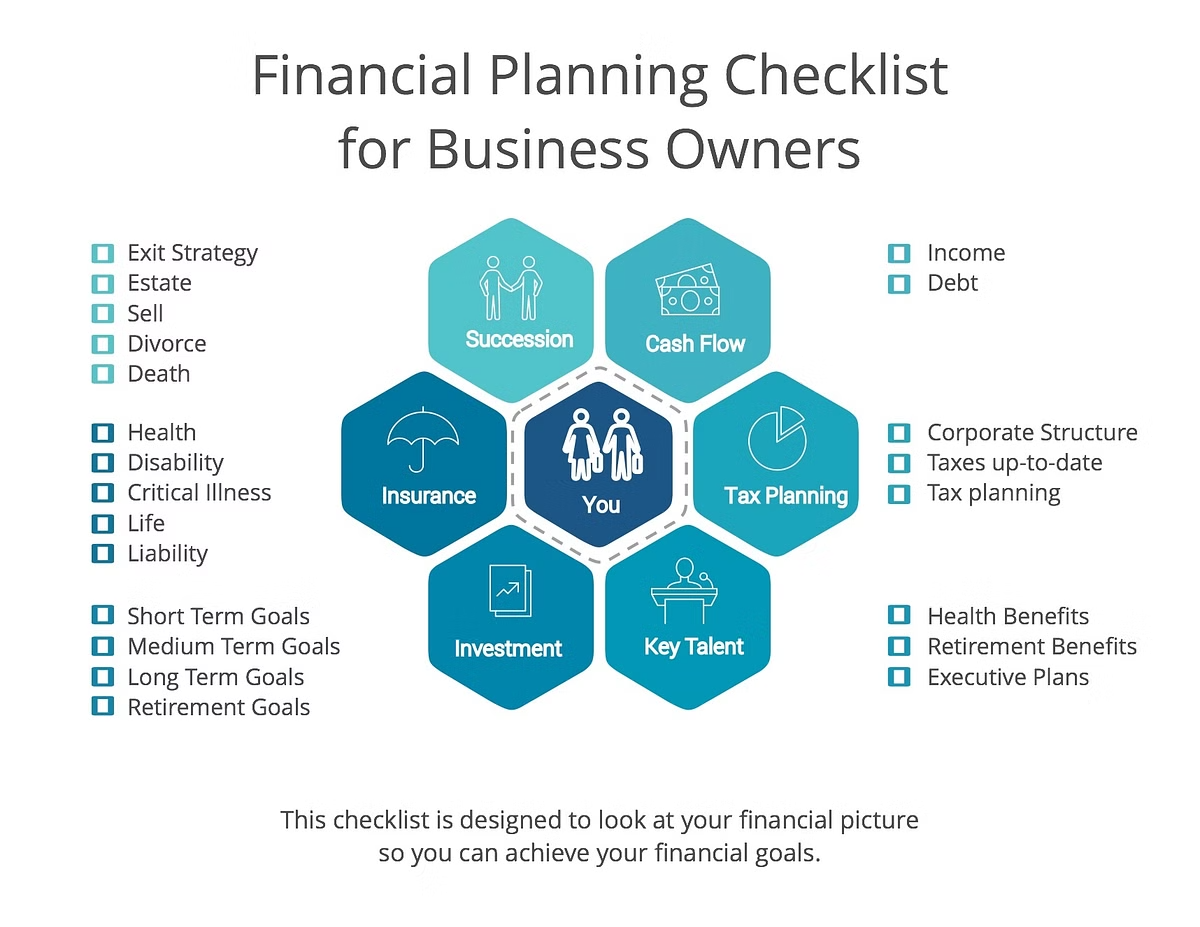 Financial Planning Checklist
for Business Owners
Exit Strategy
Estate
Sell
Divorce
Death
Health
Disability
Critical Illness
Life
Liability
Short Term Goals
Medium Term Goals
Long Term Goals
Retirement Goals
Succession
Cash Flow
Insurance
You
Tax Planning
Investment
Key Talent
Income
Debt
Corporate Structure
Taxes up-to-date
Tax planning
Health Benefits
Retirement Benefits
Executive Plans
This checklist is designed to look at your financial picture
so you can achieve your financial goals.